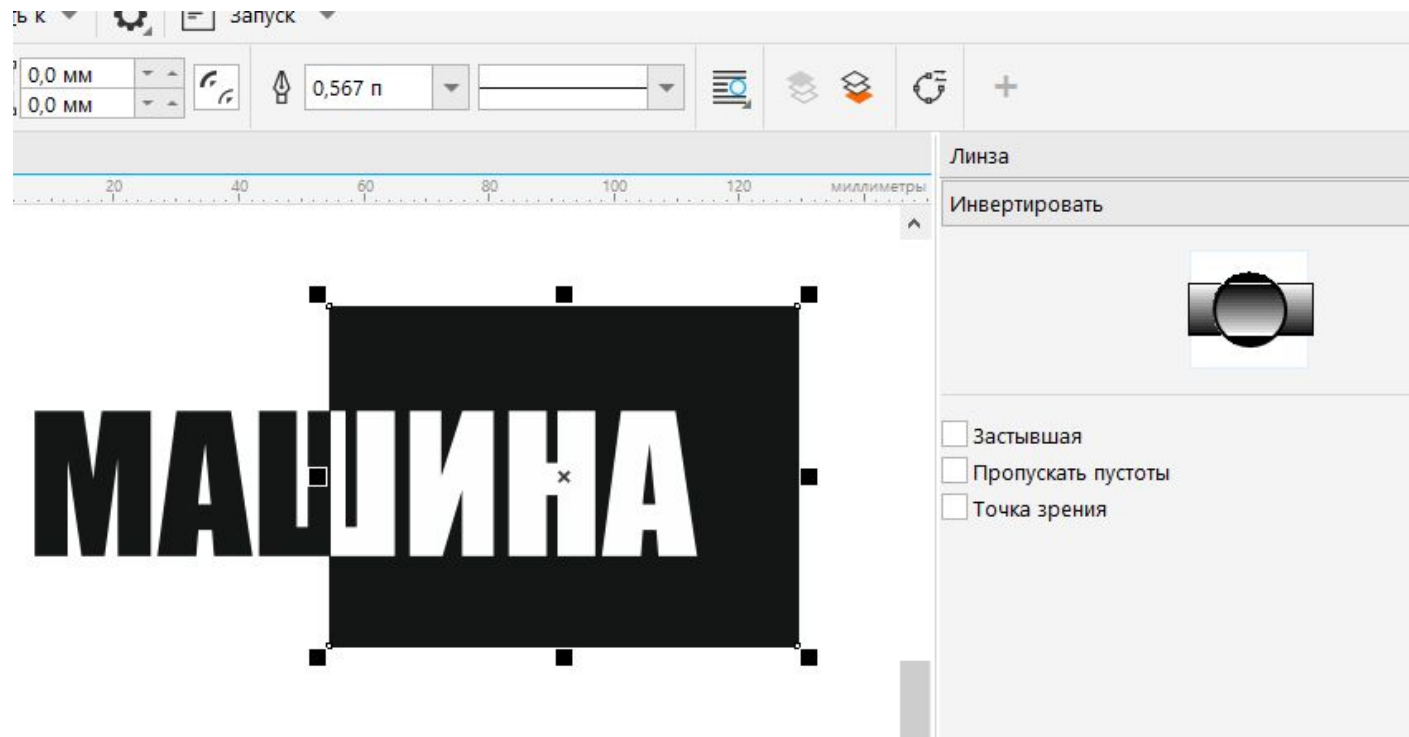 ть к Запуск
0,0 мм
0,0 мм
0,567 п
Линза
20 40 60 80 100 120 миллиметры
Инвертировать
МАШИНА
Застывшая
Пропускать пустоты
Точка зрения